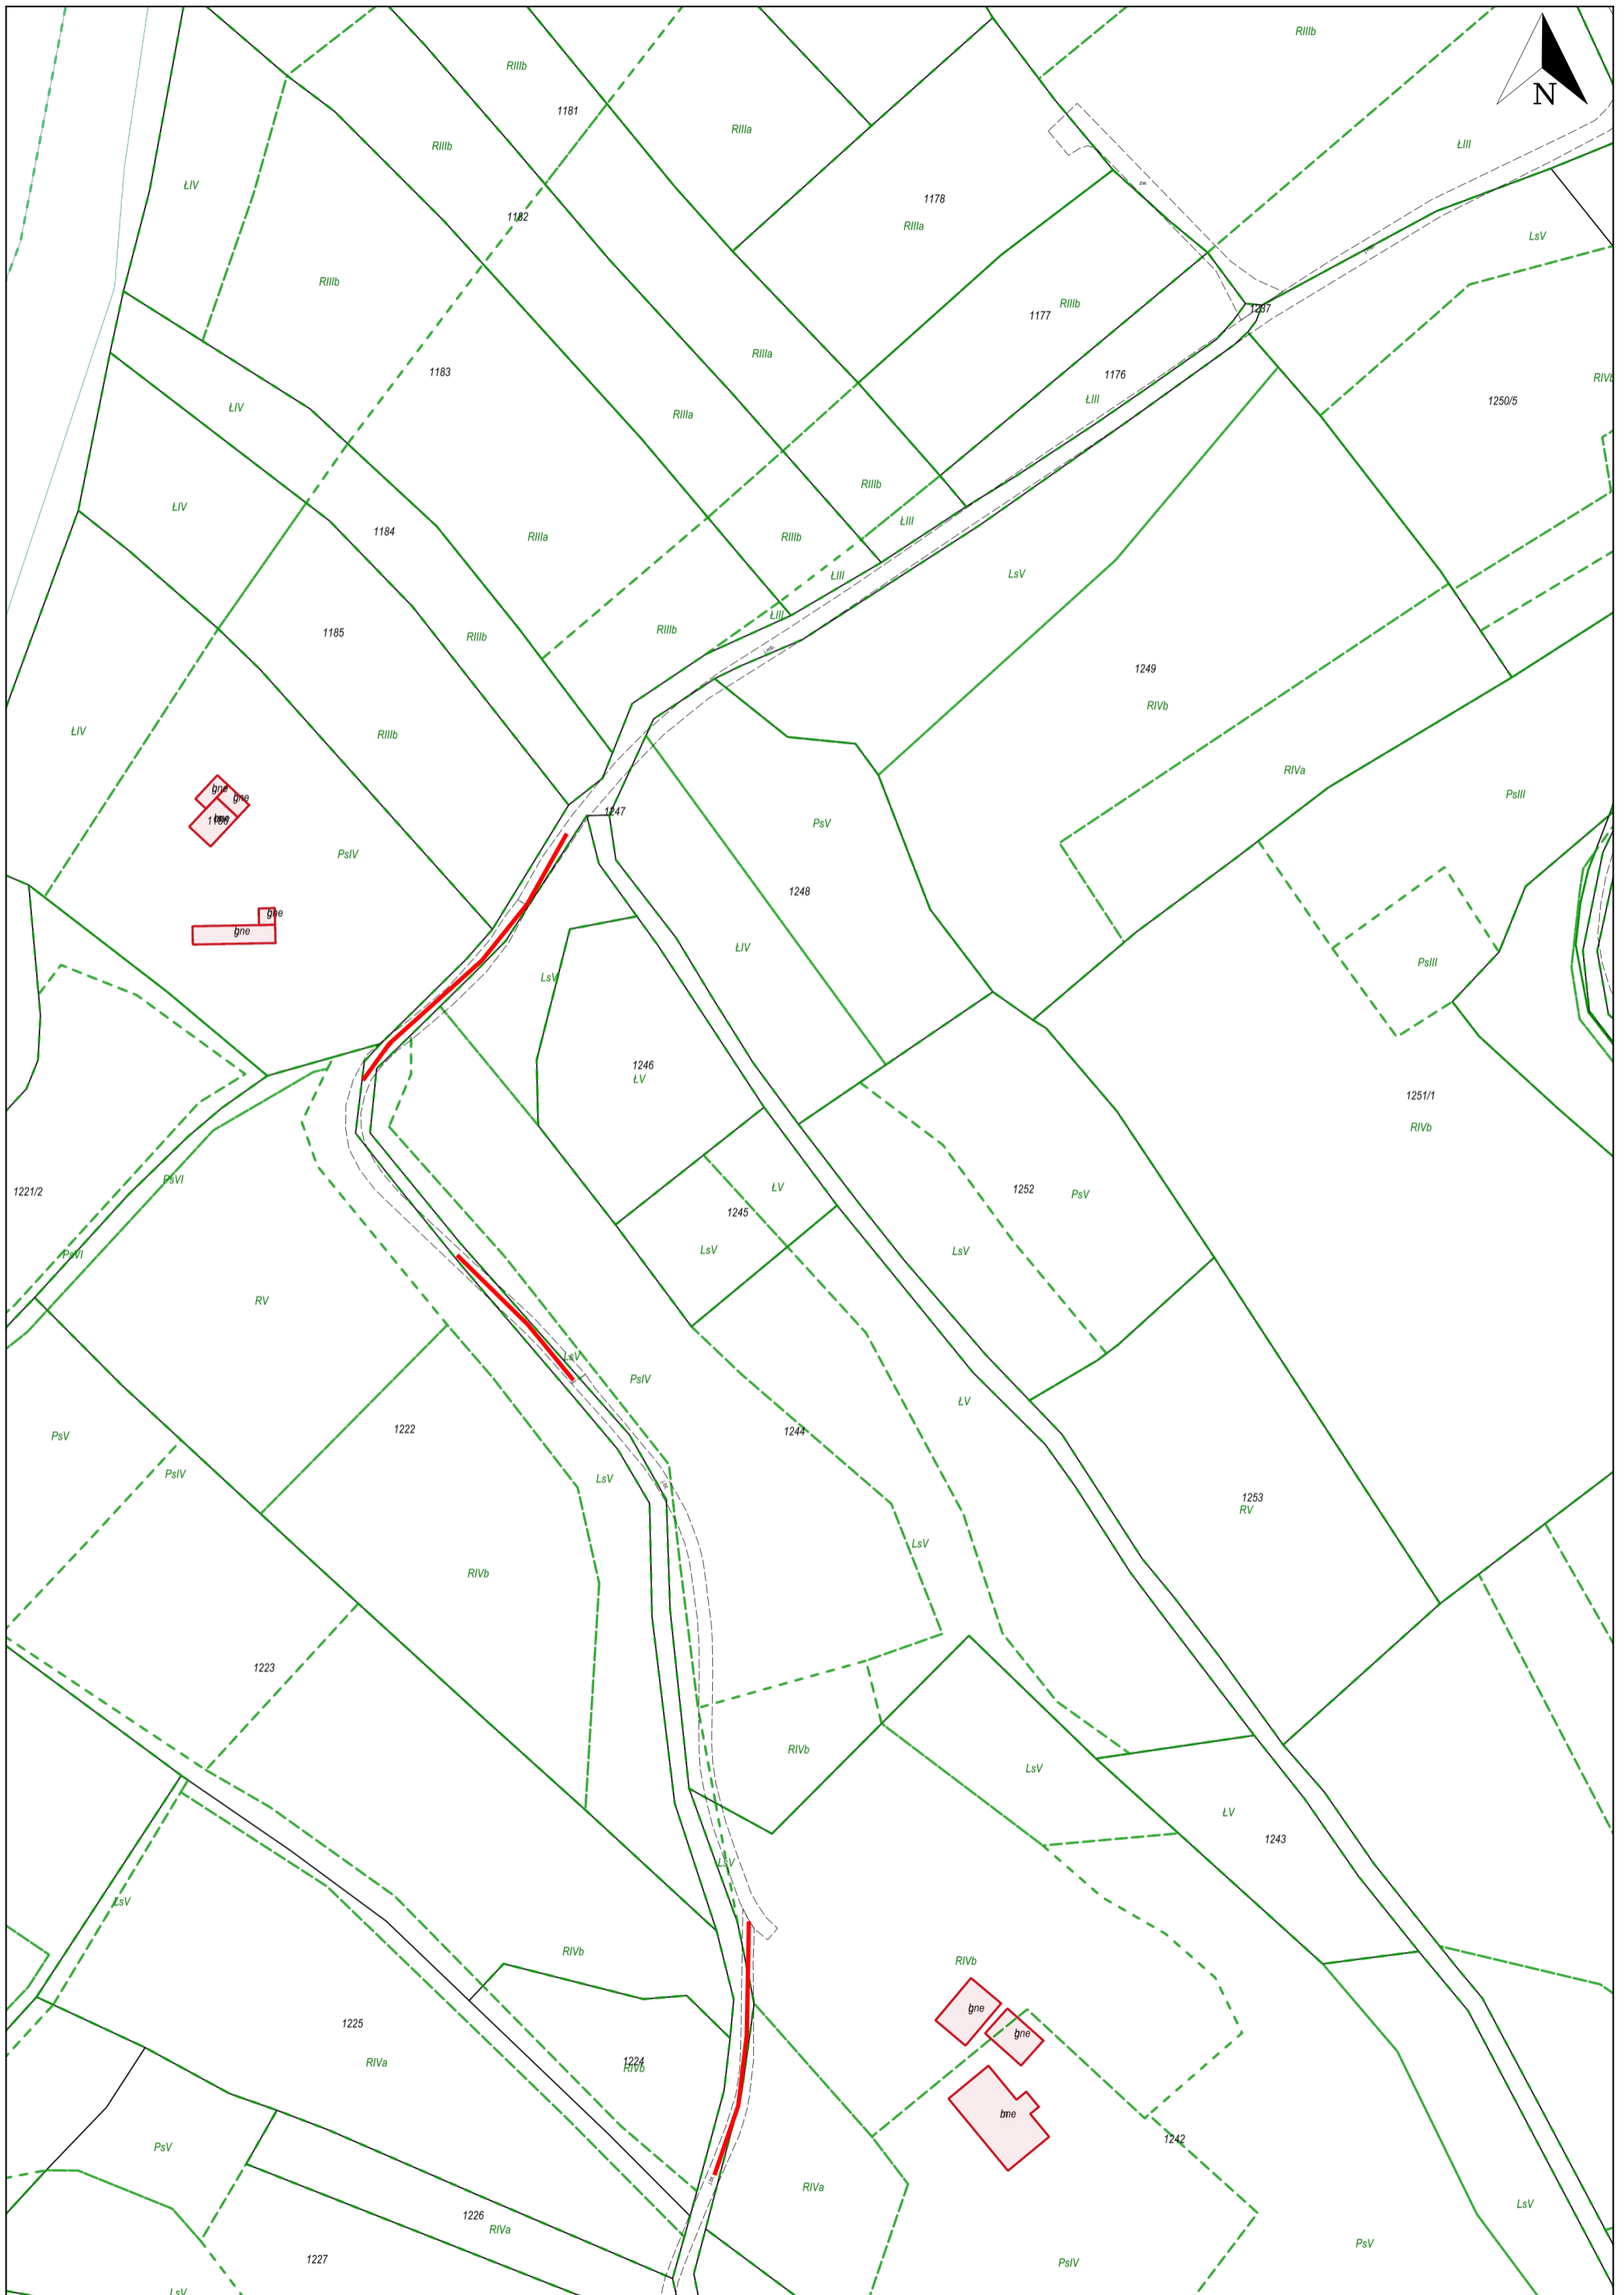 RIIIb
RIIIb
N
1181
RIIIa
RIIIb
ŁIII
ŁIV
zw.
1178
1182
RIIIa
LsV
RIIIb
RIIIb
1237
1177
RIIIa
1183
1176
RIVb
ŁIII
1250/5
ŁIV
RIIIa
RIIIb
ŁIV
ŁIII
1184
RIIIa
RIIIb
LsV
ŁIII
ŁIII
1185
RIIIb
RIIIb
1249
RIVb
ŁIV
RIIIb
RIVa
gne
gne
PsIII
1247
PsV
PsIV
1248
gne
gne
ŁIV
PsIII
LsV
1246
ŁV
1251/1
RIVb
PsVI
1221/2
ŁV
1252
PsV
1245
LsV
LsV
PsVI
RV
LsV
PsIV
ŁV
1222
1244
PsV
PsIV
LsV
1253
RV
LsV
RIVb
1223
RIVb
LsV
ŁV
1243
LsV
LsV
RIVb
RIVb
gne
1225
gne
1224
RIVb
RIVa
1242
PsV
RIVa
LsV
1226
RIVa
PsV
1227
PsIV
LsV